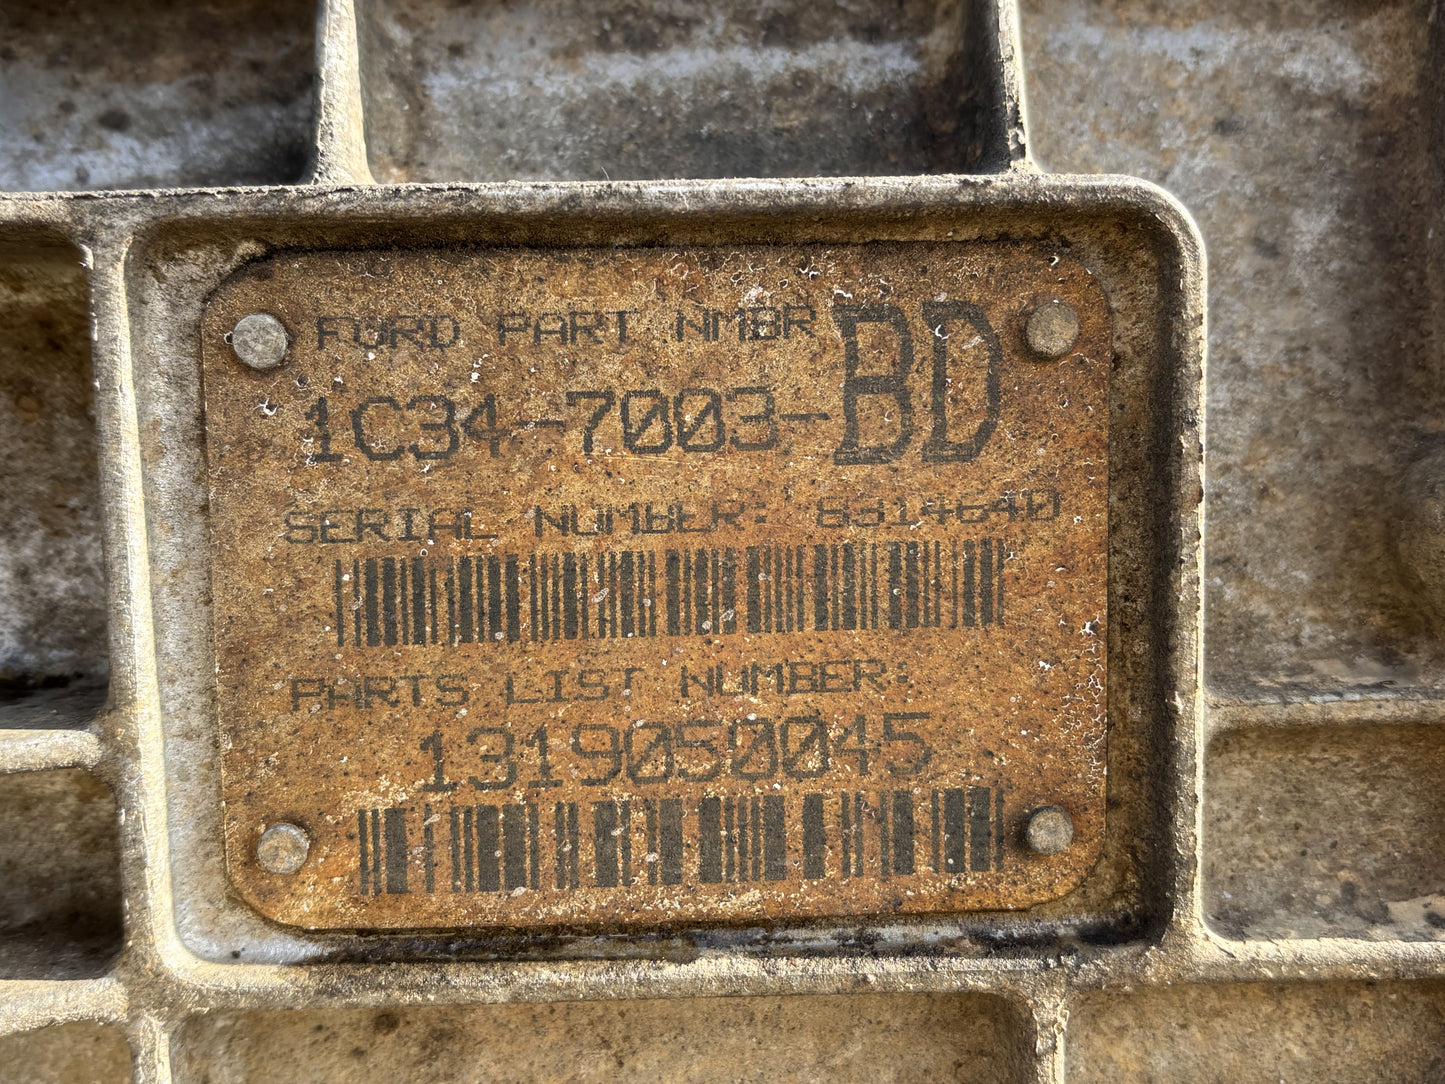 FORD PART NMBR
1C34-7003-BD
SERIAL NUMBER: 8314640
PARTS LIST NUMBER:
1319050045